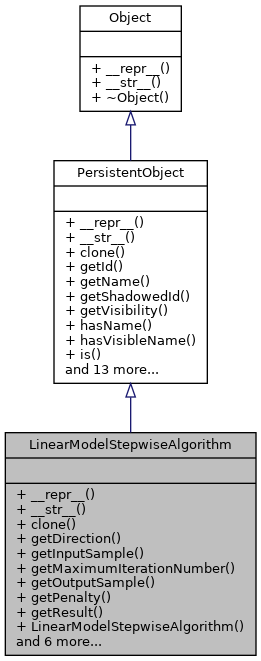 Object
+ __repr__()
+ __str__()
+ ~Object()
PersistentObject
+ __repr__()
+ __str__()
+ clone()
+ getId()
+ getName()
+ getShadowedId()
+ getVisibility()
+ hasName()
+ hasVisibleName()
+ is()
and 13 more...
LinearModelStepwiseAlgorithm
+ __repr__()
+ __str__()
+ clone()
+ getDirection()
+ getInputSample()
+ getMaximumIterationNumber()
+ getOutputSample()
+ getPenalty()
+ getResult()
+ LinearModelStepwiseAlgorithm()
and 6 more...